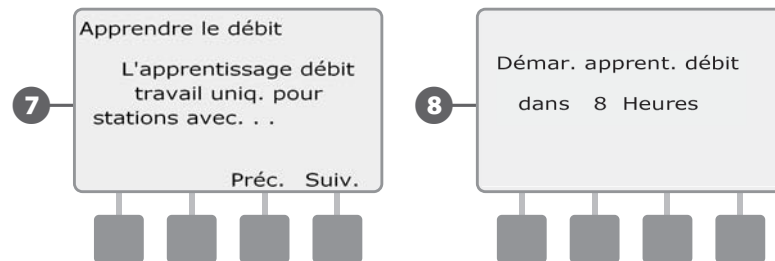 Apprendre le débit
L'apprentissage débit
travail uniq. pour
stations avec. . .
Préc. Suiv.
7
Démar. apprent. débit
dans 8 Heures
8